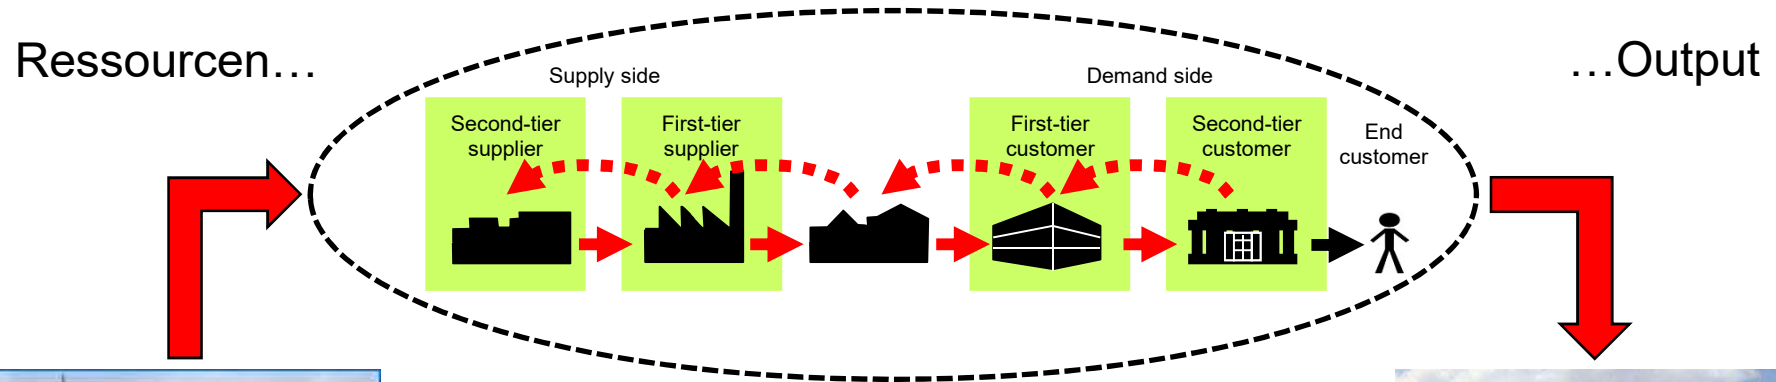 Ressourcen…
…Output
Supply side
Demand side
Second-tier
supplier
First-tier
supplier
First-tier
customer
Second-tier
customer
End
customer